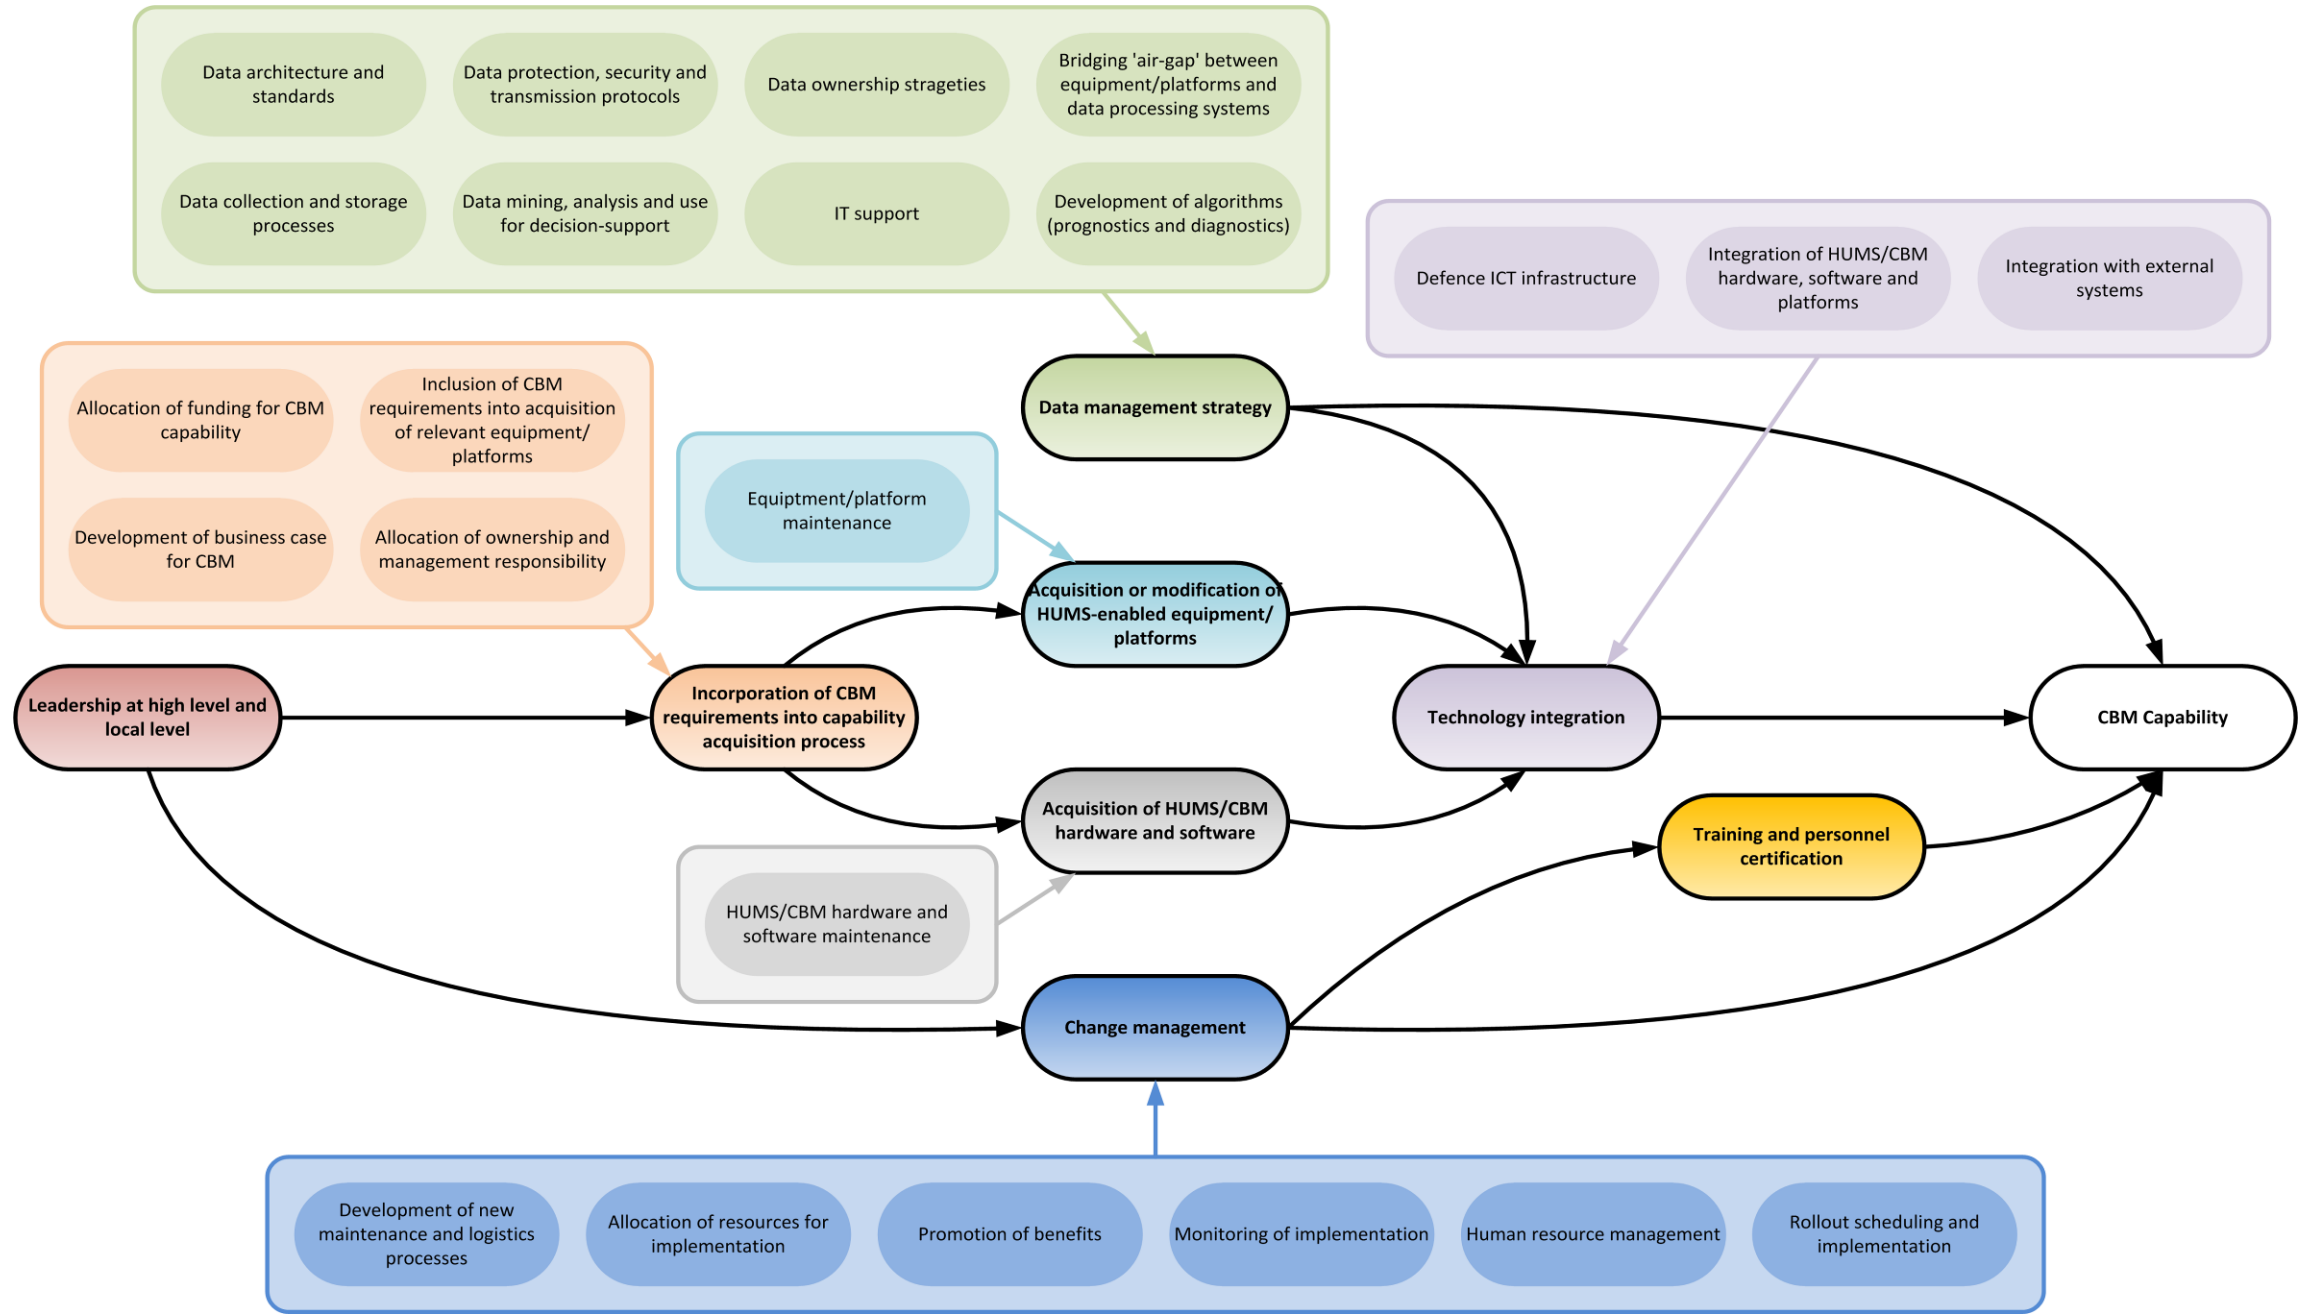 Data architecture and
standards
Data protection, security and
transmission protocols
Data ownership strageties
Bridging 'air-gap' between
equipment/platforms and
data processing systems
Data collection and storage
processes
Data mining, analysis and use
for decision-support
IT support
Development of algorithms
(prognostics and diagnostics)
Defence ICT infrastructure
Integration of HUMS/CBM
hardware, software and
platforms
Integration with external
systems
Allocation of funding for CBM
capability
Inclusion of CBM
requirements into acquisition
of relevant equipment/
platforms
Development of business case
for CBM
Allocation of ownership and
management responsibility
Data management strategy
Equiptment/platform
maintenance
Acquisition or modification of
HUMS-enabled equipment/
platforms
Leadership at high level and
local level
Incorporation of CBM
requirements into capability
acquisition process
Technology integration
CBM Capability
Acquisition of HUMS/CBM
hardware and software
Training and personnel
certification
HUMS/CBM hardware and
software maintenance
Change management
Development of new
maintenance and logistics
processes
Allocation of resources for
implementation
Promotion of benefits
Monitoring of implementation
Human resource management
Rollout scheduling and
implementation